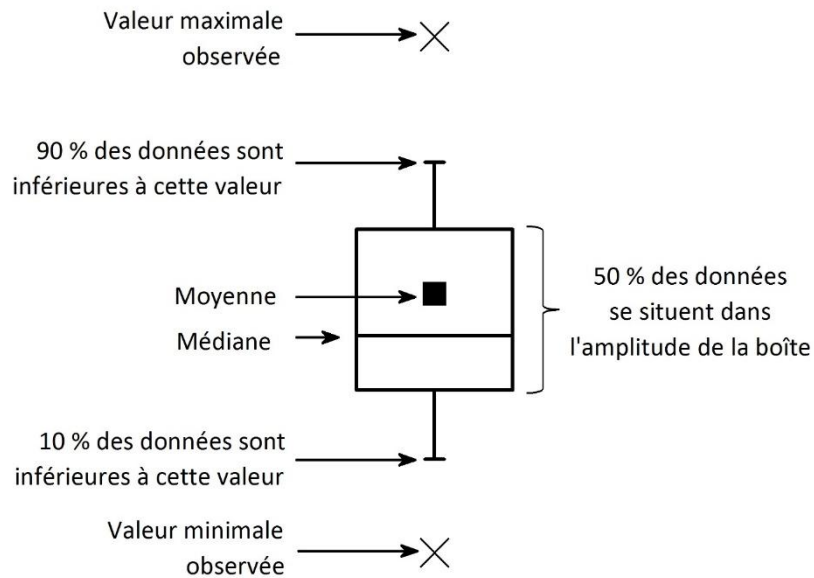 Valeur maximale
observée
90 % des données sont
inférieures à cette valeur
Moyenne
Médiane
50 % des données
se situent dans
l'amplitude de la boîte
10 % des données sont
inférieures à cette valeur
Valeur minimale
observée